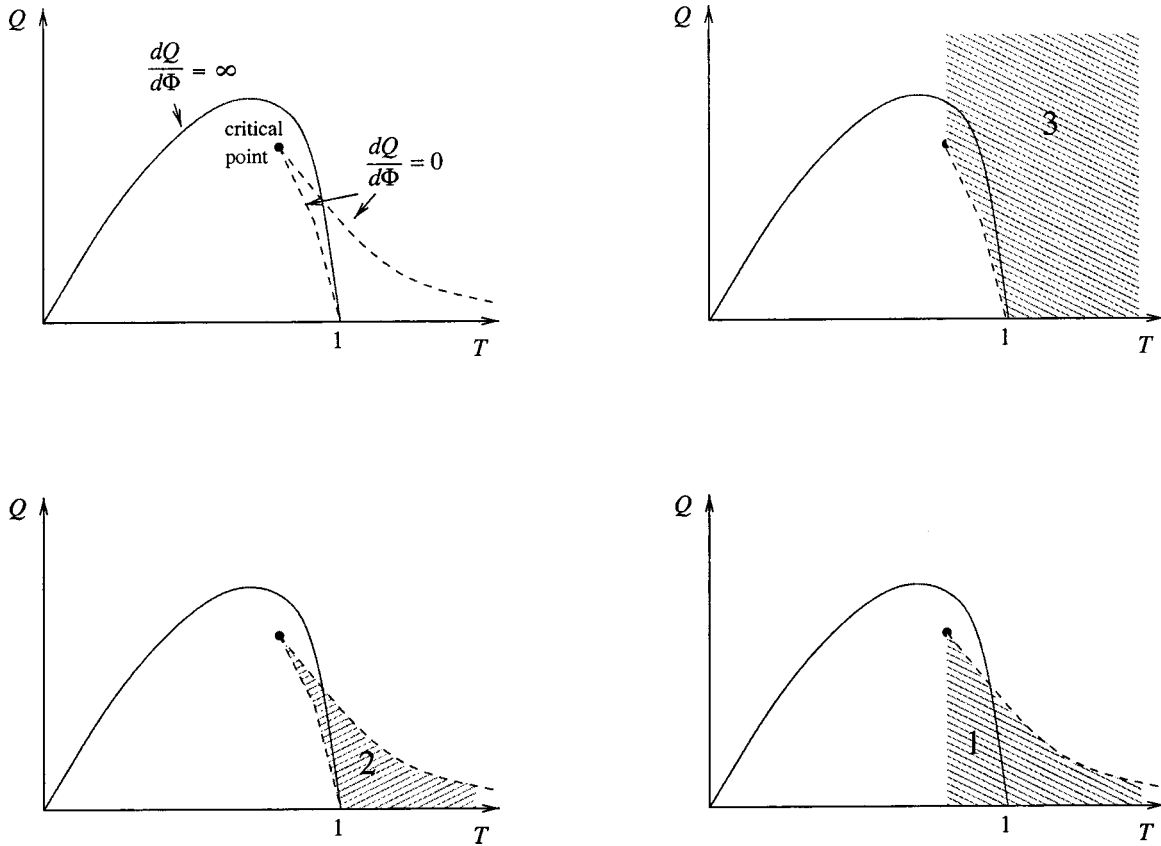 Q
dQ
dΦ
= ∞
critical
point
dQ
dΦ
= 0
1
T
Q
3
1
T
Q
2
1
T
Q
1
1
T